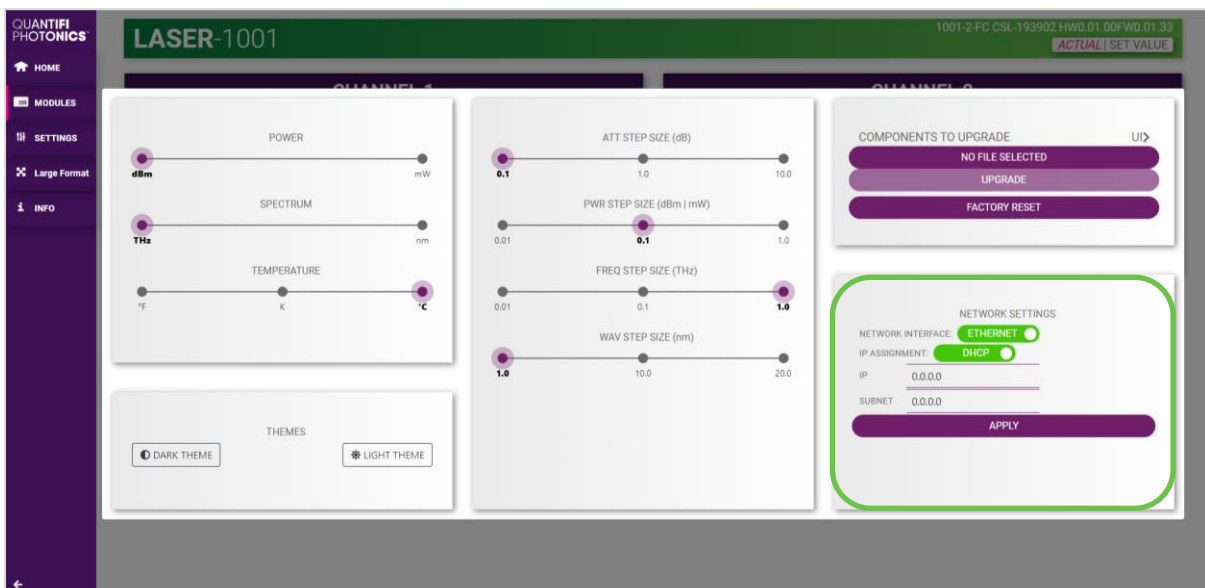 QUANTIFI
PHOTONICS
HOME
MODULES
SETTINGS
Large Format
INFO
LASER-1001
1001-2-FC CSL-193902 HW0.01.00FW0.01.33
ACTUAL | SET VALUE
POWER
dBm mW
SPECTRUM
THz nm
TEMPERATURE
°F K °C
THEMES
DARK THEME LIGHT THEME
ATT STEP SIZE (dB)
0.1 1.0 10.0
PWR STEP SIZE (dBm | mW)
0.01 0.1 1.0
FREQ STEP SIZE (THz)
0.01 0.1 1.0
WAV STEP SIZE (nm)
1.0 10.0 20.0
COMPONENTS TO UPGRADE UI
NO FILE SELECTED
UPGRADE
FACTORY RESET
NETWORK SETTINGS
NETWORK INTERFACE: ETHERNET
IP ASSIGNMENT: DHCP
IP 0.0.0.0
SUBNET 0.0.0.0
APPLY